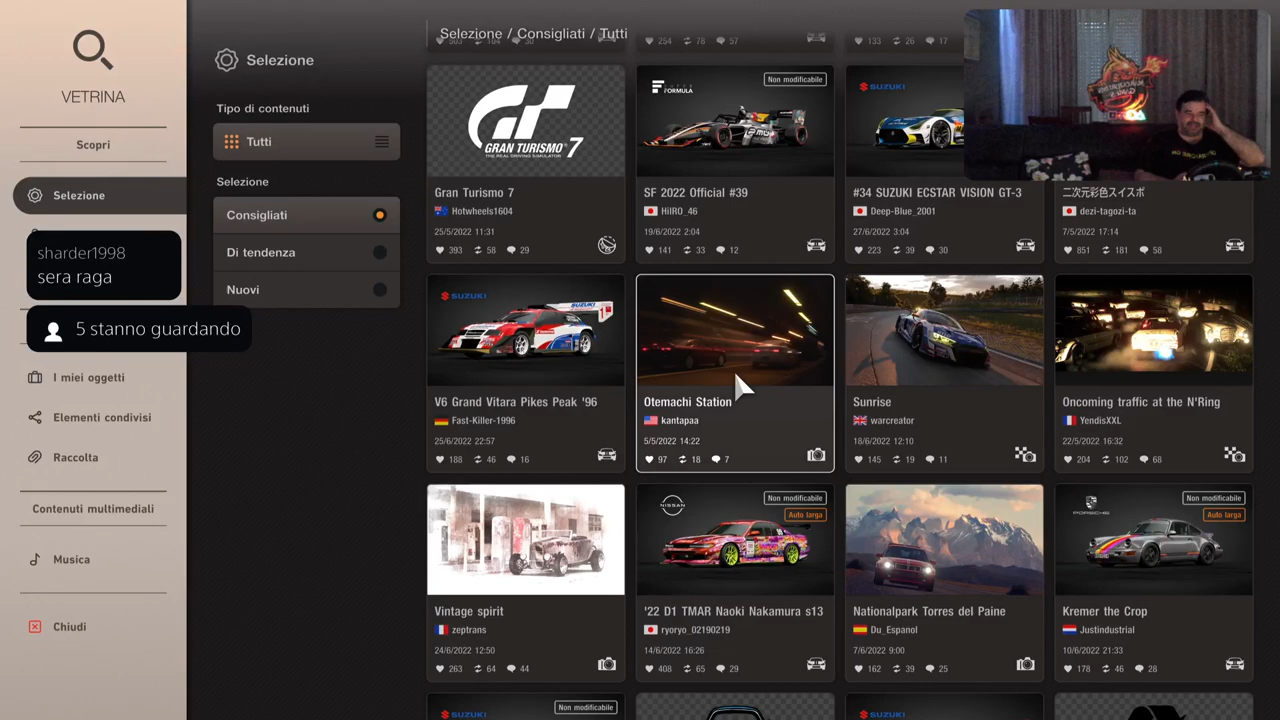 VETRINA
Scopri
Selezione
sharder1998
sera raga
5 stanno guardando
I miei oggetti
Elementi condivisi
Raccolta
Contenuti multimediali
Musica
Chiudi
Selezione
Tipo di contenuti
Tutti
Selezione
Consigliati
Di tendenza
Nuovi
Selezione / Consigliati / Tutti
503 104 30
254 78 57
133 26 17
GT
GRAN TURISMO 7
THE REAL DRIVING SIMULATOR
Gran Turismo 7
Hotwheels1604
25/5/2022 11:31
393 58 29
FORMULA
Non modificabile
SF 2022 Official #39
HiIRO_46
19/6/2022 2:04
141 33 12
SUZUKI
#34 SUZUKI ECSTAR VISION GT-3
Deep-Blue_2001
27/6/2022 3:04
223 39 30
二次元彩色スイスポ
dezi-tagozi-ta
7/5/2022 17:14
851 181 58
SUZUKI
V6 Grand Vitara Pikes Peak '96
Fast-Killer-1996
25/6/2022 22:57
188 46 16
Otemachi Station
kantapaa
5/5/2022 14:22
97 18 7
Sunrise
warcreator
18/6/2022 12:10
145 19 11
Oncoming traffic at the N'Ring
YendisXXL
22/5/2022 16:32
204 102 68
Vintage spirit
zeptrans
24/6/2022 12:50
263 64 44
NISSAN
Non modificabile
Auto larga
'22 D1 TMAR Naoki Nakamura s13
ryoryo_02190219
14/6/2022 16:26
408 65 29
Nationalpark Torres del Paine
Du_Espanol
7/6/2022 9:00
162 39 25
PORSCHE
Non modificabile
Auto larga
Kremer the Crop
Justindustrial
10/6/2022 21:33
178 46 28
SUZUKI
Non modificabile
SUZUKI